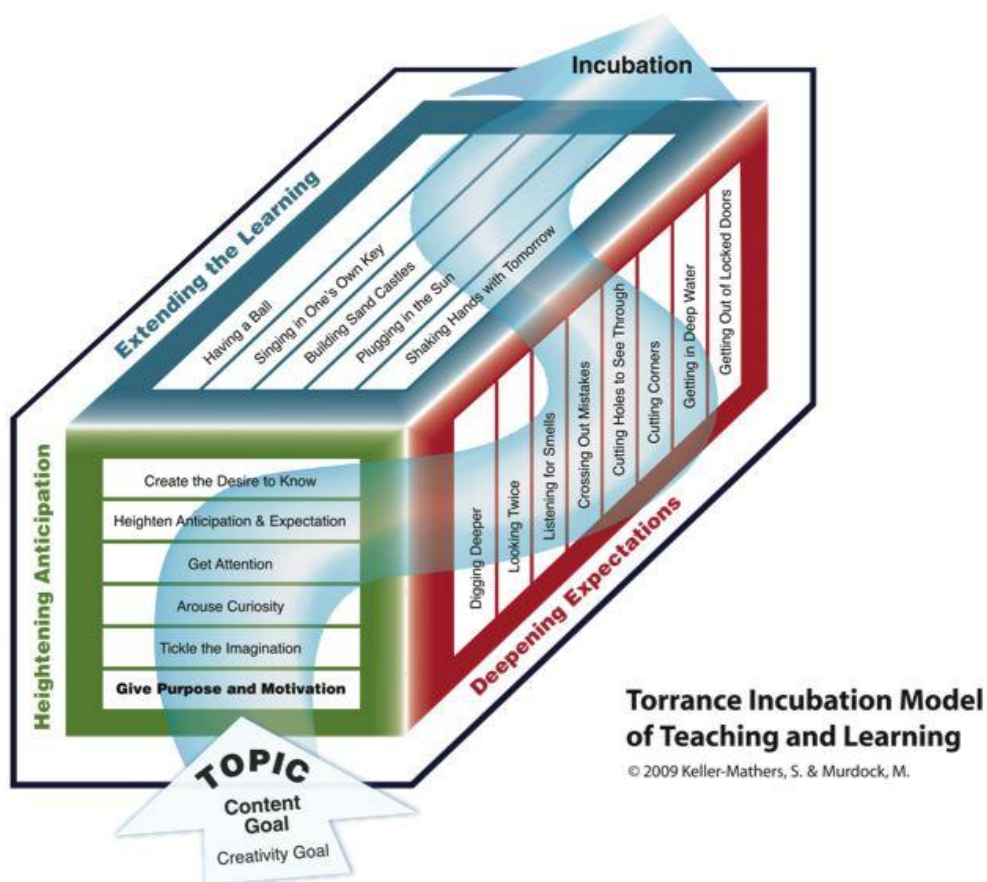 Incubation
Extending the Learning
Having a Ball
Singing in One's Own Key
Building Sand Castles
Plugging in the Sun
Shaking Hands with Tomorrow
Heightening Anticipation
Create the Desire to Know
Heighten Anticipation & Expectation
Get Attention
Arouse Curiosity
Tickle the Imagination
Give Purpose and Motivation
Digging Deeper
Looking Twice
Listening for Smells
Crossing Out Mistakes
Cutting Holes to See Through
Cutting Corners
Getting in Deep Water
Getting Out of Locked Doors
Deepening Expectations
TOPIC
Content
Goal
Creativity Goal
Torrance Incubation Model
of Teaching and Learning
© 2009 Keller-Mathers, S. & Murdock, M.